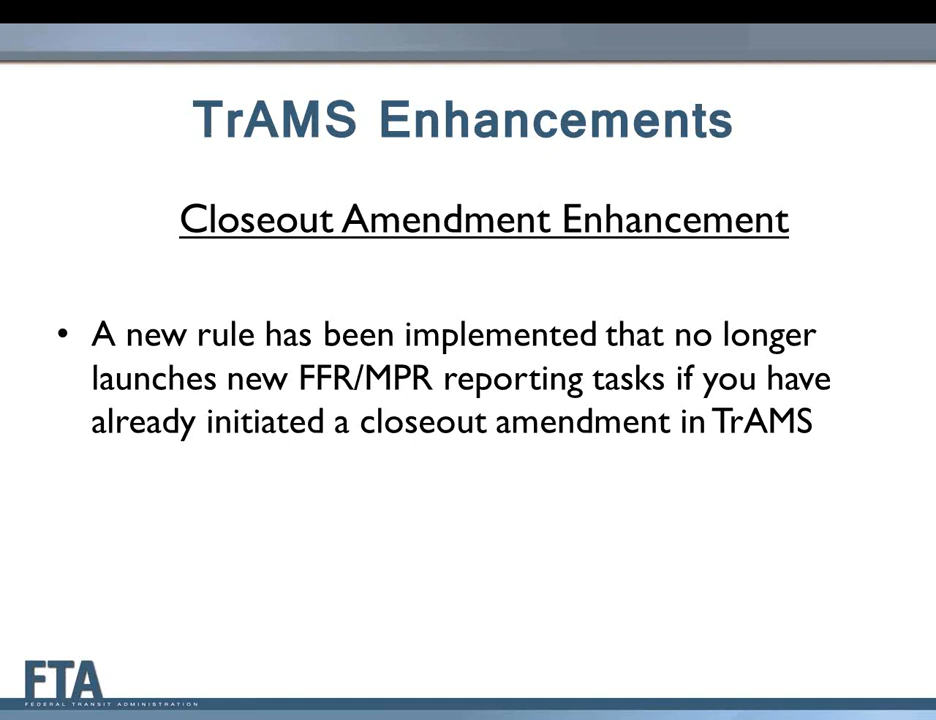 TrAMS Enhancements
Closeout Amendment Enhancement
• A new rule has been implemented that no longer
launches new FFR/MPR reporting tasks if you have
already initiated a closeout amendment in TrAMS
FTA
FEDERAL TRANSIT ADMINISTRATION